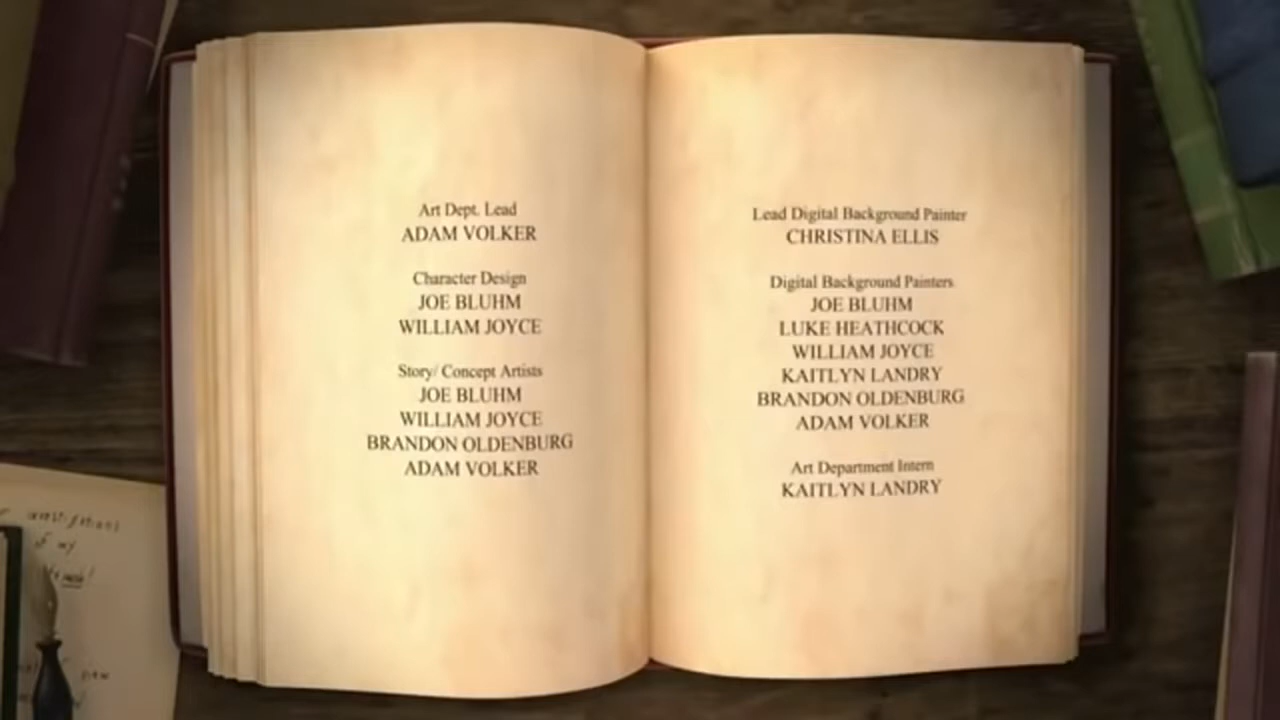 Art Dept. Lead
ADAM VOLKER
Character Design
JOE BLUHM
WILLIAM JOYCE
Story/ Concept Artists
JOE BLUHM
WILLIAM JOYCE
BRANDON OLDENBURG
ADAM VOLKER
Lead Digital Background Painter
CHRISTINA ELLIS
Digital Background Painters
JOE BLUHM
LUKE HEATHCOCK
WILLIAM JOYCE
KAITLYN LANDRY
BRANDON OLDENBURG
ADAM VOLKER
Art Department Intern
KAITLYN LANDRY
of my